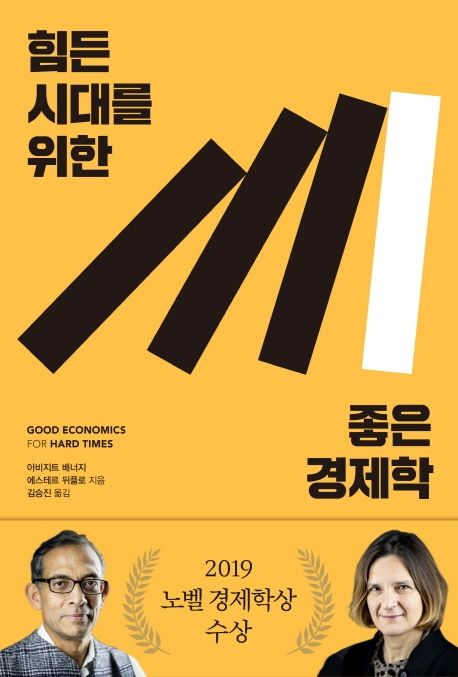 힘든
시대를
위한
좋은
경제학
GOOD ECONOMICS
FOR HARD TIMES
아비지트 배너지
에스테르 뒤플로 지음
김승진 옮김
2019
노벨 경제학상
수상